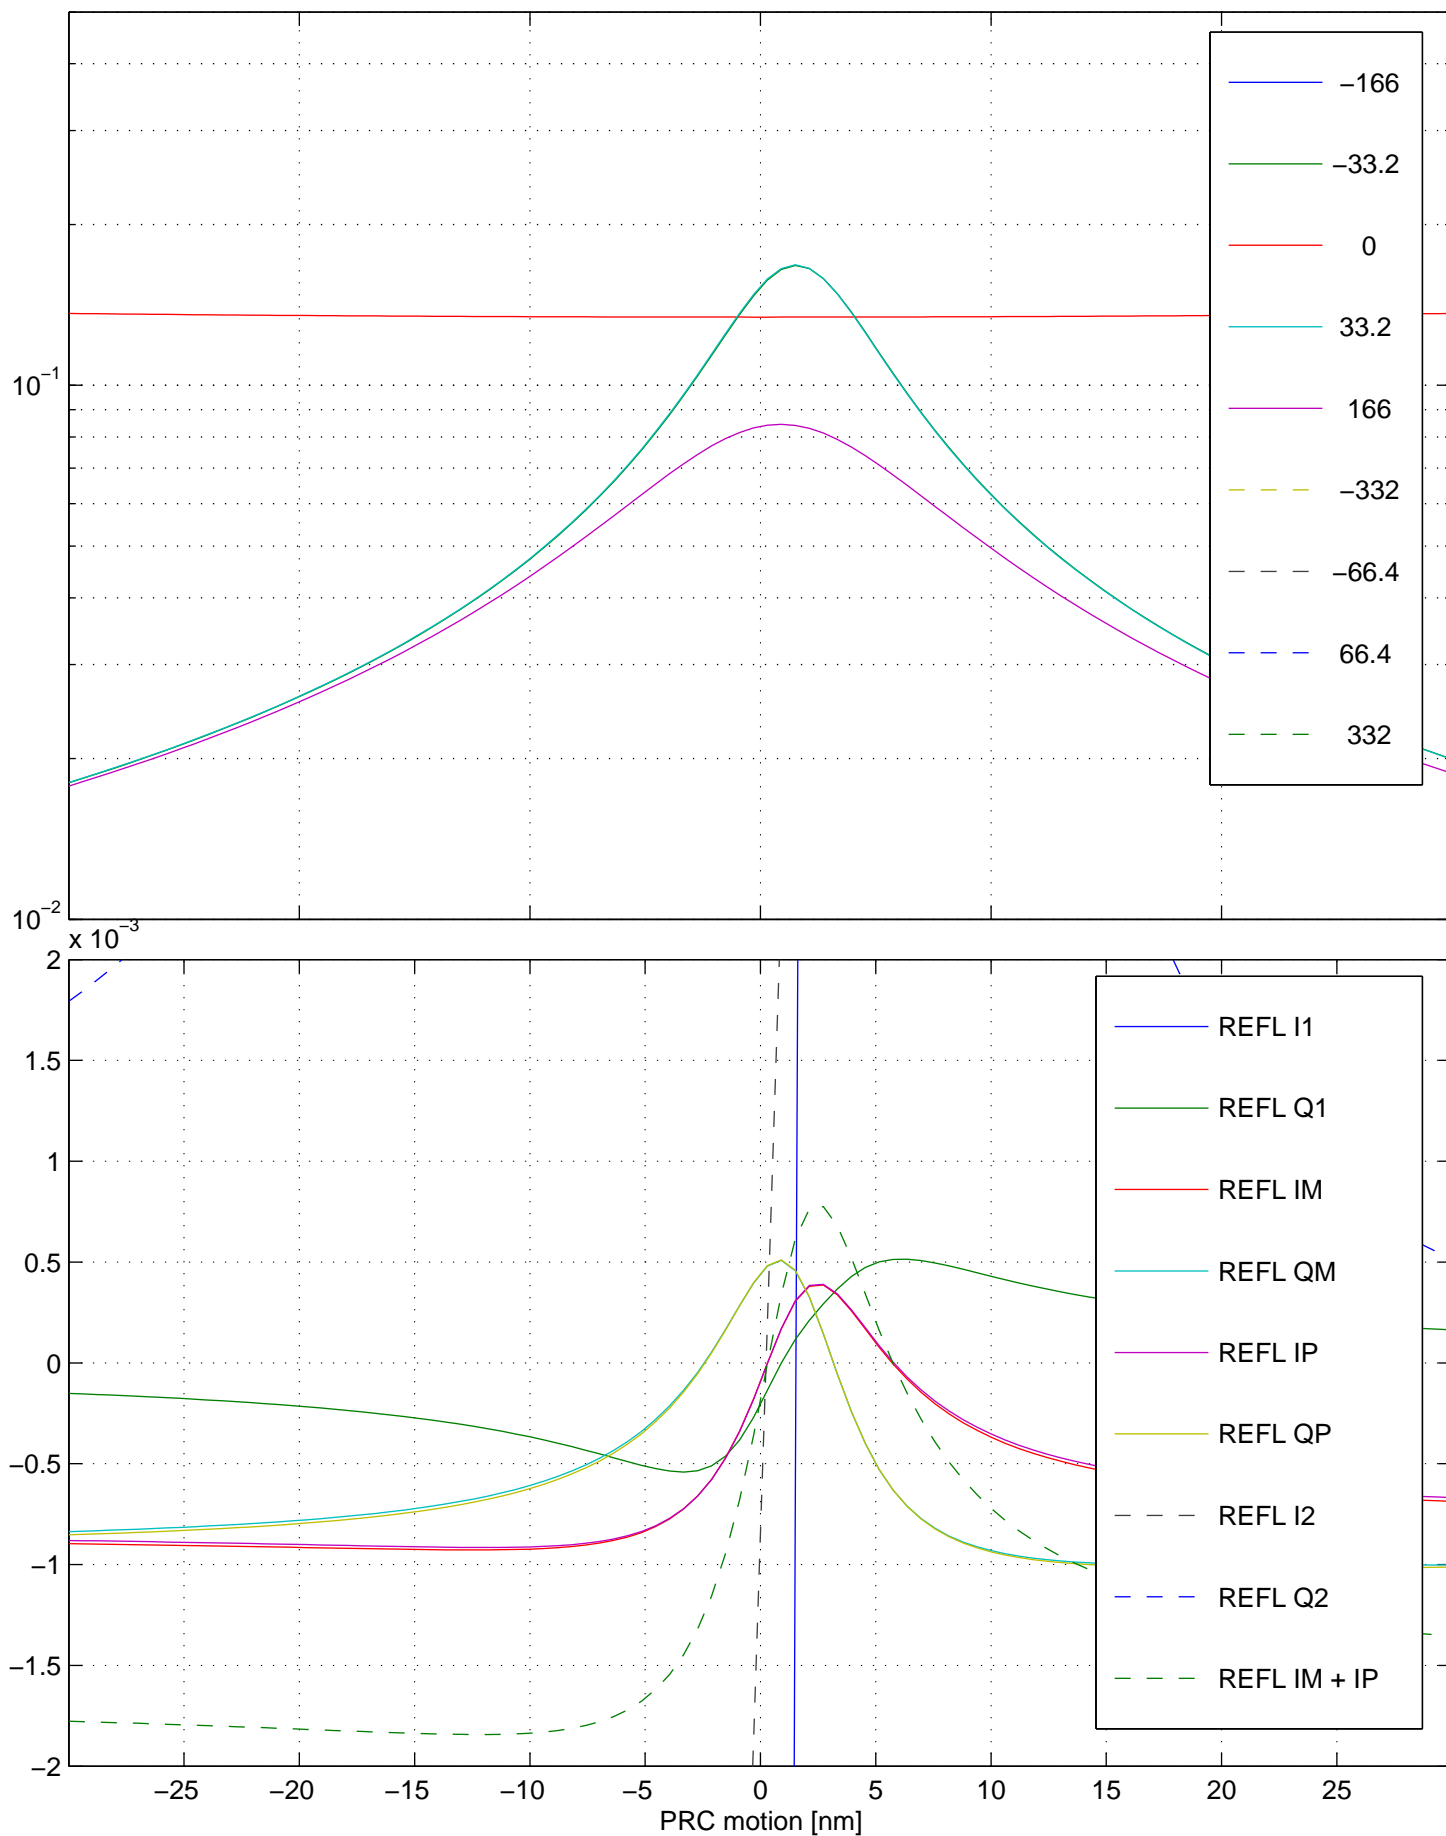 −166
−33.2
0
33.2
166
−332
−66.4
66.4
332
10−1
10−2
x 10−3
2
1.5
1
0.5
0
−0.5
−1
−1.5
−2
REFL I1
REFL Q1
REFL IM
REFL QM
REFL IP
REFL QP
REFL I2
REFL Q2
REFL IM + IP
−25 −20 −15 −10 −5 0 5 10 15 20 25
PRC motion [nm]